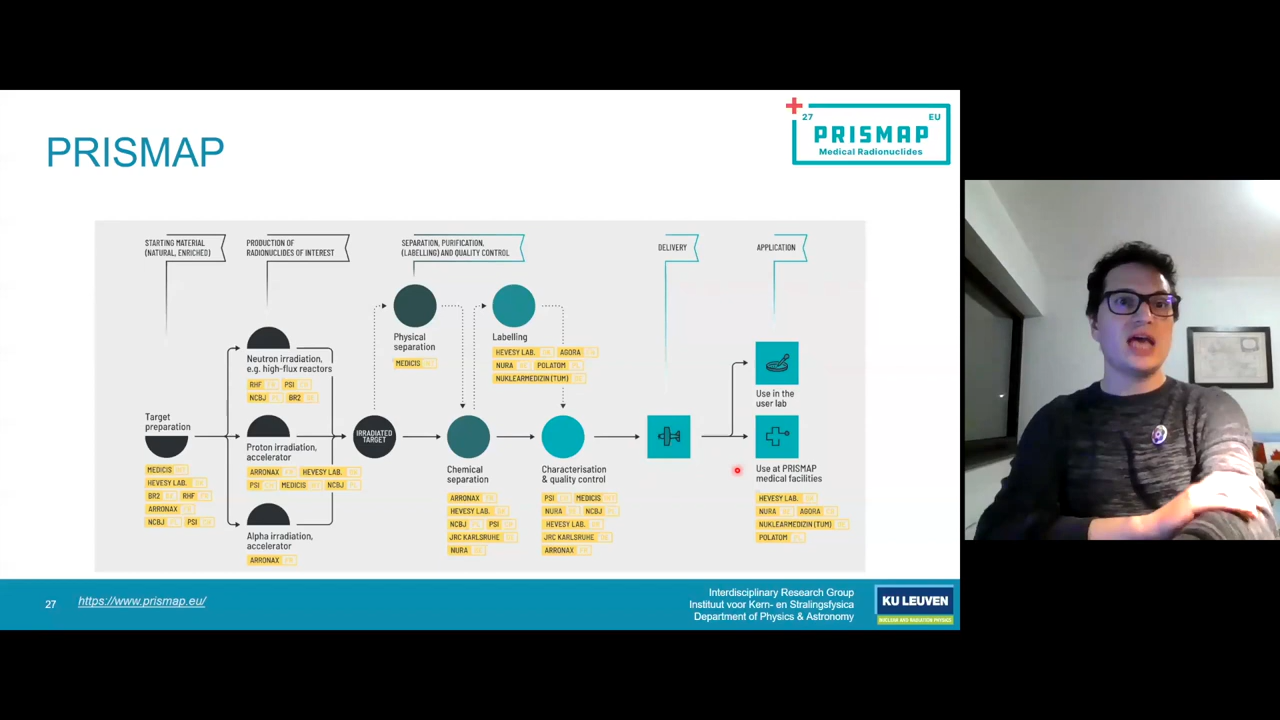 PRISMAP
27 EU
PRISMAP
Medical Radionuclides
STARTING MATERIAL
(NATURAL, ENRICHED)
PRODUCTION OF
RADIONUCLIDES OF INTEREST
SEPARATION, PURIFICATION,
(LABELLING) AND QUALITY CONTROL
DELIVERY
APPLICATION
Target
preparation
MEDICIS
HEVESY LAB.
BR2 RHF
ARRONAX
NCBJ PSI
Neutron irradiation,
e.g. high-flux reactors
RHF PSI
NCBJ BR2
Proton irradiation,
accelerator
ARRONAX HEVESY LAB.
PSI MEDICIS NCBJ
Alpha irradiation,
accelerator
ARRONAX
IRRADIATED
TARGET
Physical
separation
MEDICIS
Labelling
HEVESY LAB. AGORA
NURA POLATOM
NUKLEARMEDIZIN (TUM)
Chemical
separation
ARRONAX
HEVESY LAB.
NCBJ PSI
JRC KARLSRUHE
NURA
Characterisation
& quality control
PSI MEDICIS
NURA NCBJ
HEVESY LAB.
JRC KARLSRUHE
ARRONAX
Use in the
user lab
Use at PRISMAP
medical facilities
HEVESY LAB.
NURA AGORA
NUKLEARMEDIZIN (TUM)
POLATOM
27
https://www.prismap.eu/
Interdisciplinary Research Group
Instituut voor Kern- en Stralingsfysica
Department of Physics & Astronomy
KU LEUVEN
NUCLEAR AND RADIATION PHYSICS